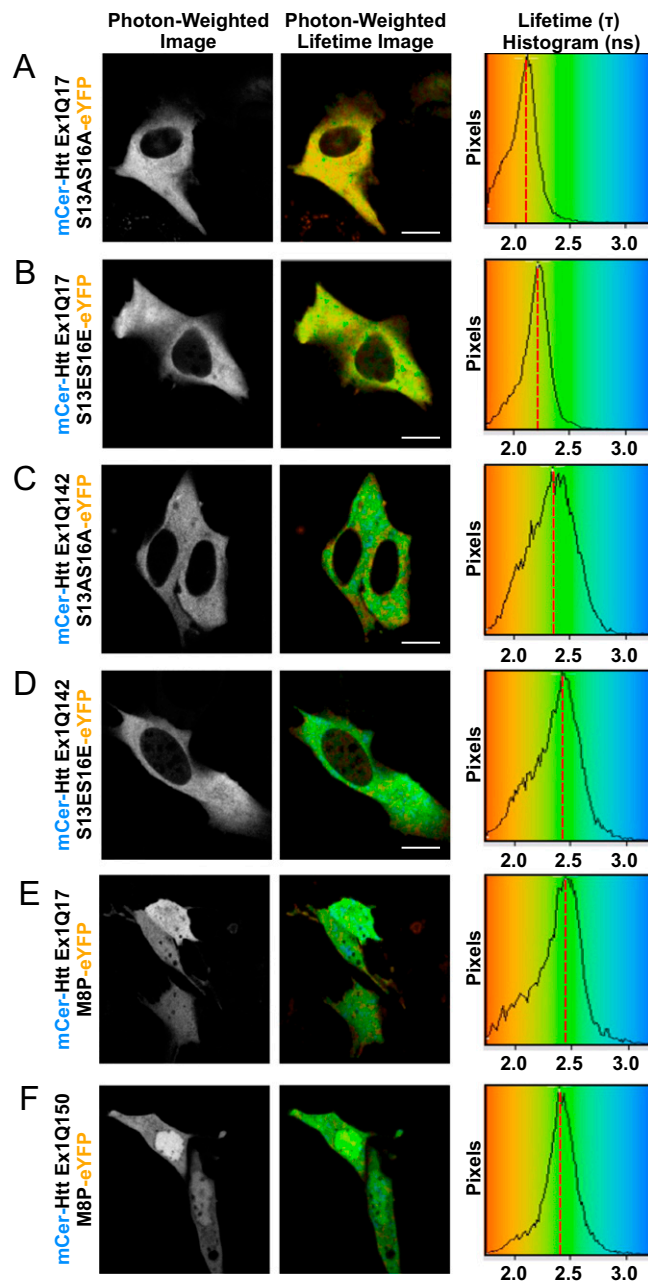 Photon-Weighted
Image
Photon-Weighted
Lifetime Image
Lifetime (τ)
Histogram (ns)
A
mCer-Htt Ex1Q17
S13AS16A-eYFP
Pixels
2.0 2.5 3.0
B
mCer-Htt Ex1Q17
S13ES16E-eYFP
Pixels
2.0 2.5 3.0
C
mCer-Htt Ex1Q142
S13AS16A-eYFP
Pixels
2.0 2.5 3.0
D
mCer-Htt Ex1Q142
S13ES16E-eYFP
Pixels
2.0 2.5 3.0
E
mCer-Htt Ex1Q17
M8P-eYFP
Pixels
2.0 2.5 3.0
F
mCer-Htt Ex1Q150
M8P-eYFP
Pixels
2.0 2.5 3.0